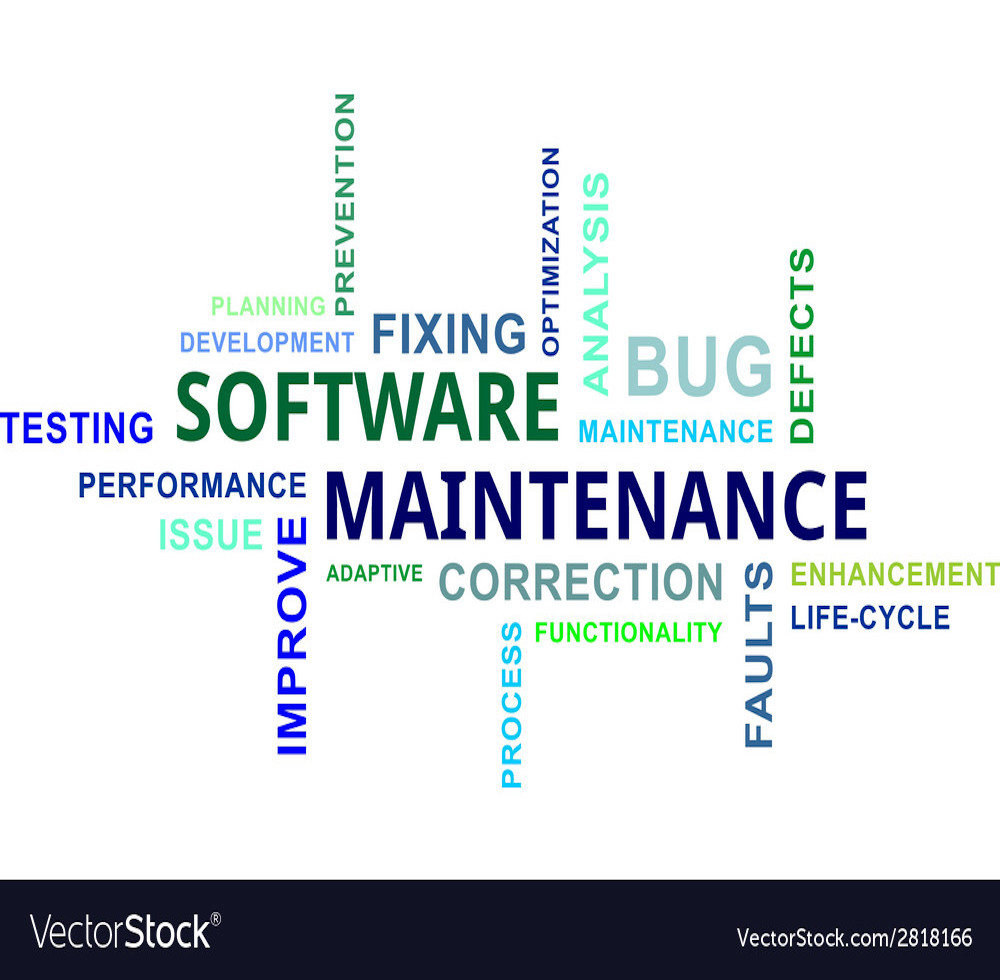 PREVENTION
OPTIMIZATION
ANALYSIS
DEFECTS
PLANNING
DEVELOPMENT
FIXING
BUG
SOFTWARE
TESTING
MAINTENANCE
PERFORMANCE
MAINTENANCE
ISSUE
IMPROVE
ADAPTIVE
CORRECTION
FAULTS
ENHANCEMENT
LIFE-CYCLE
PROCESS
FUNCTIONALITY
VectorStock®
VectorStock.com/2818166